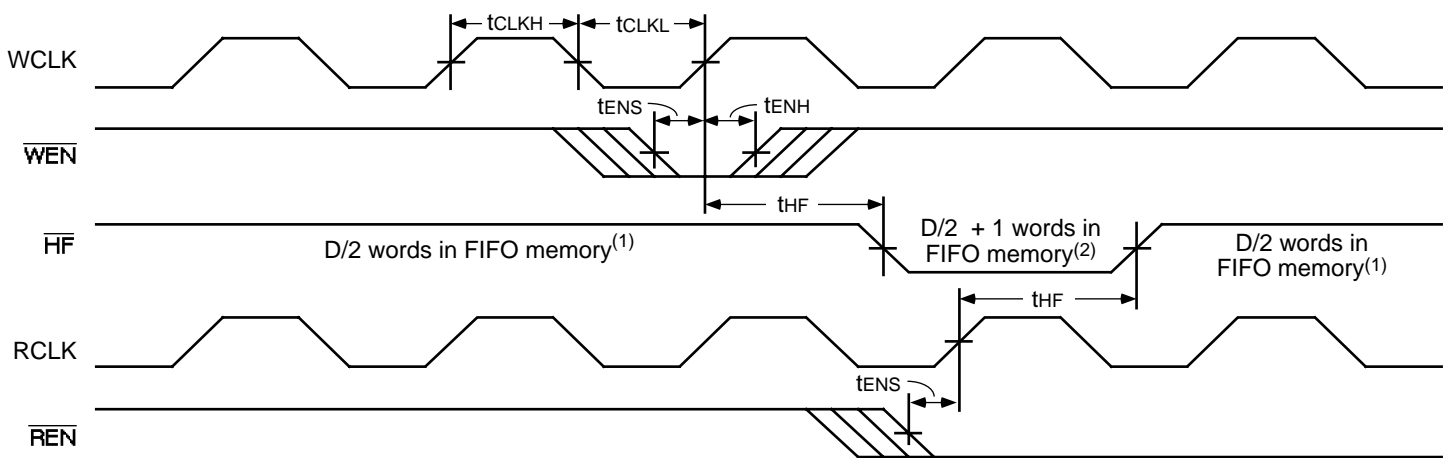 tCLKH
tCLKL
WCLK
tENS
tENH
WEN
tHF
HF
D/2 words in FIFO memory(1)
D/2 + 1 words in
FIFO memory(2)
D/2 words in
FIFO memory(1)
tHF
RCLK
tENS
REN